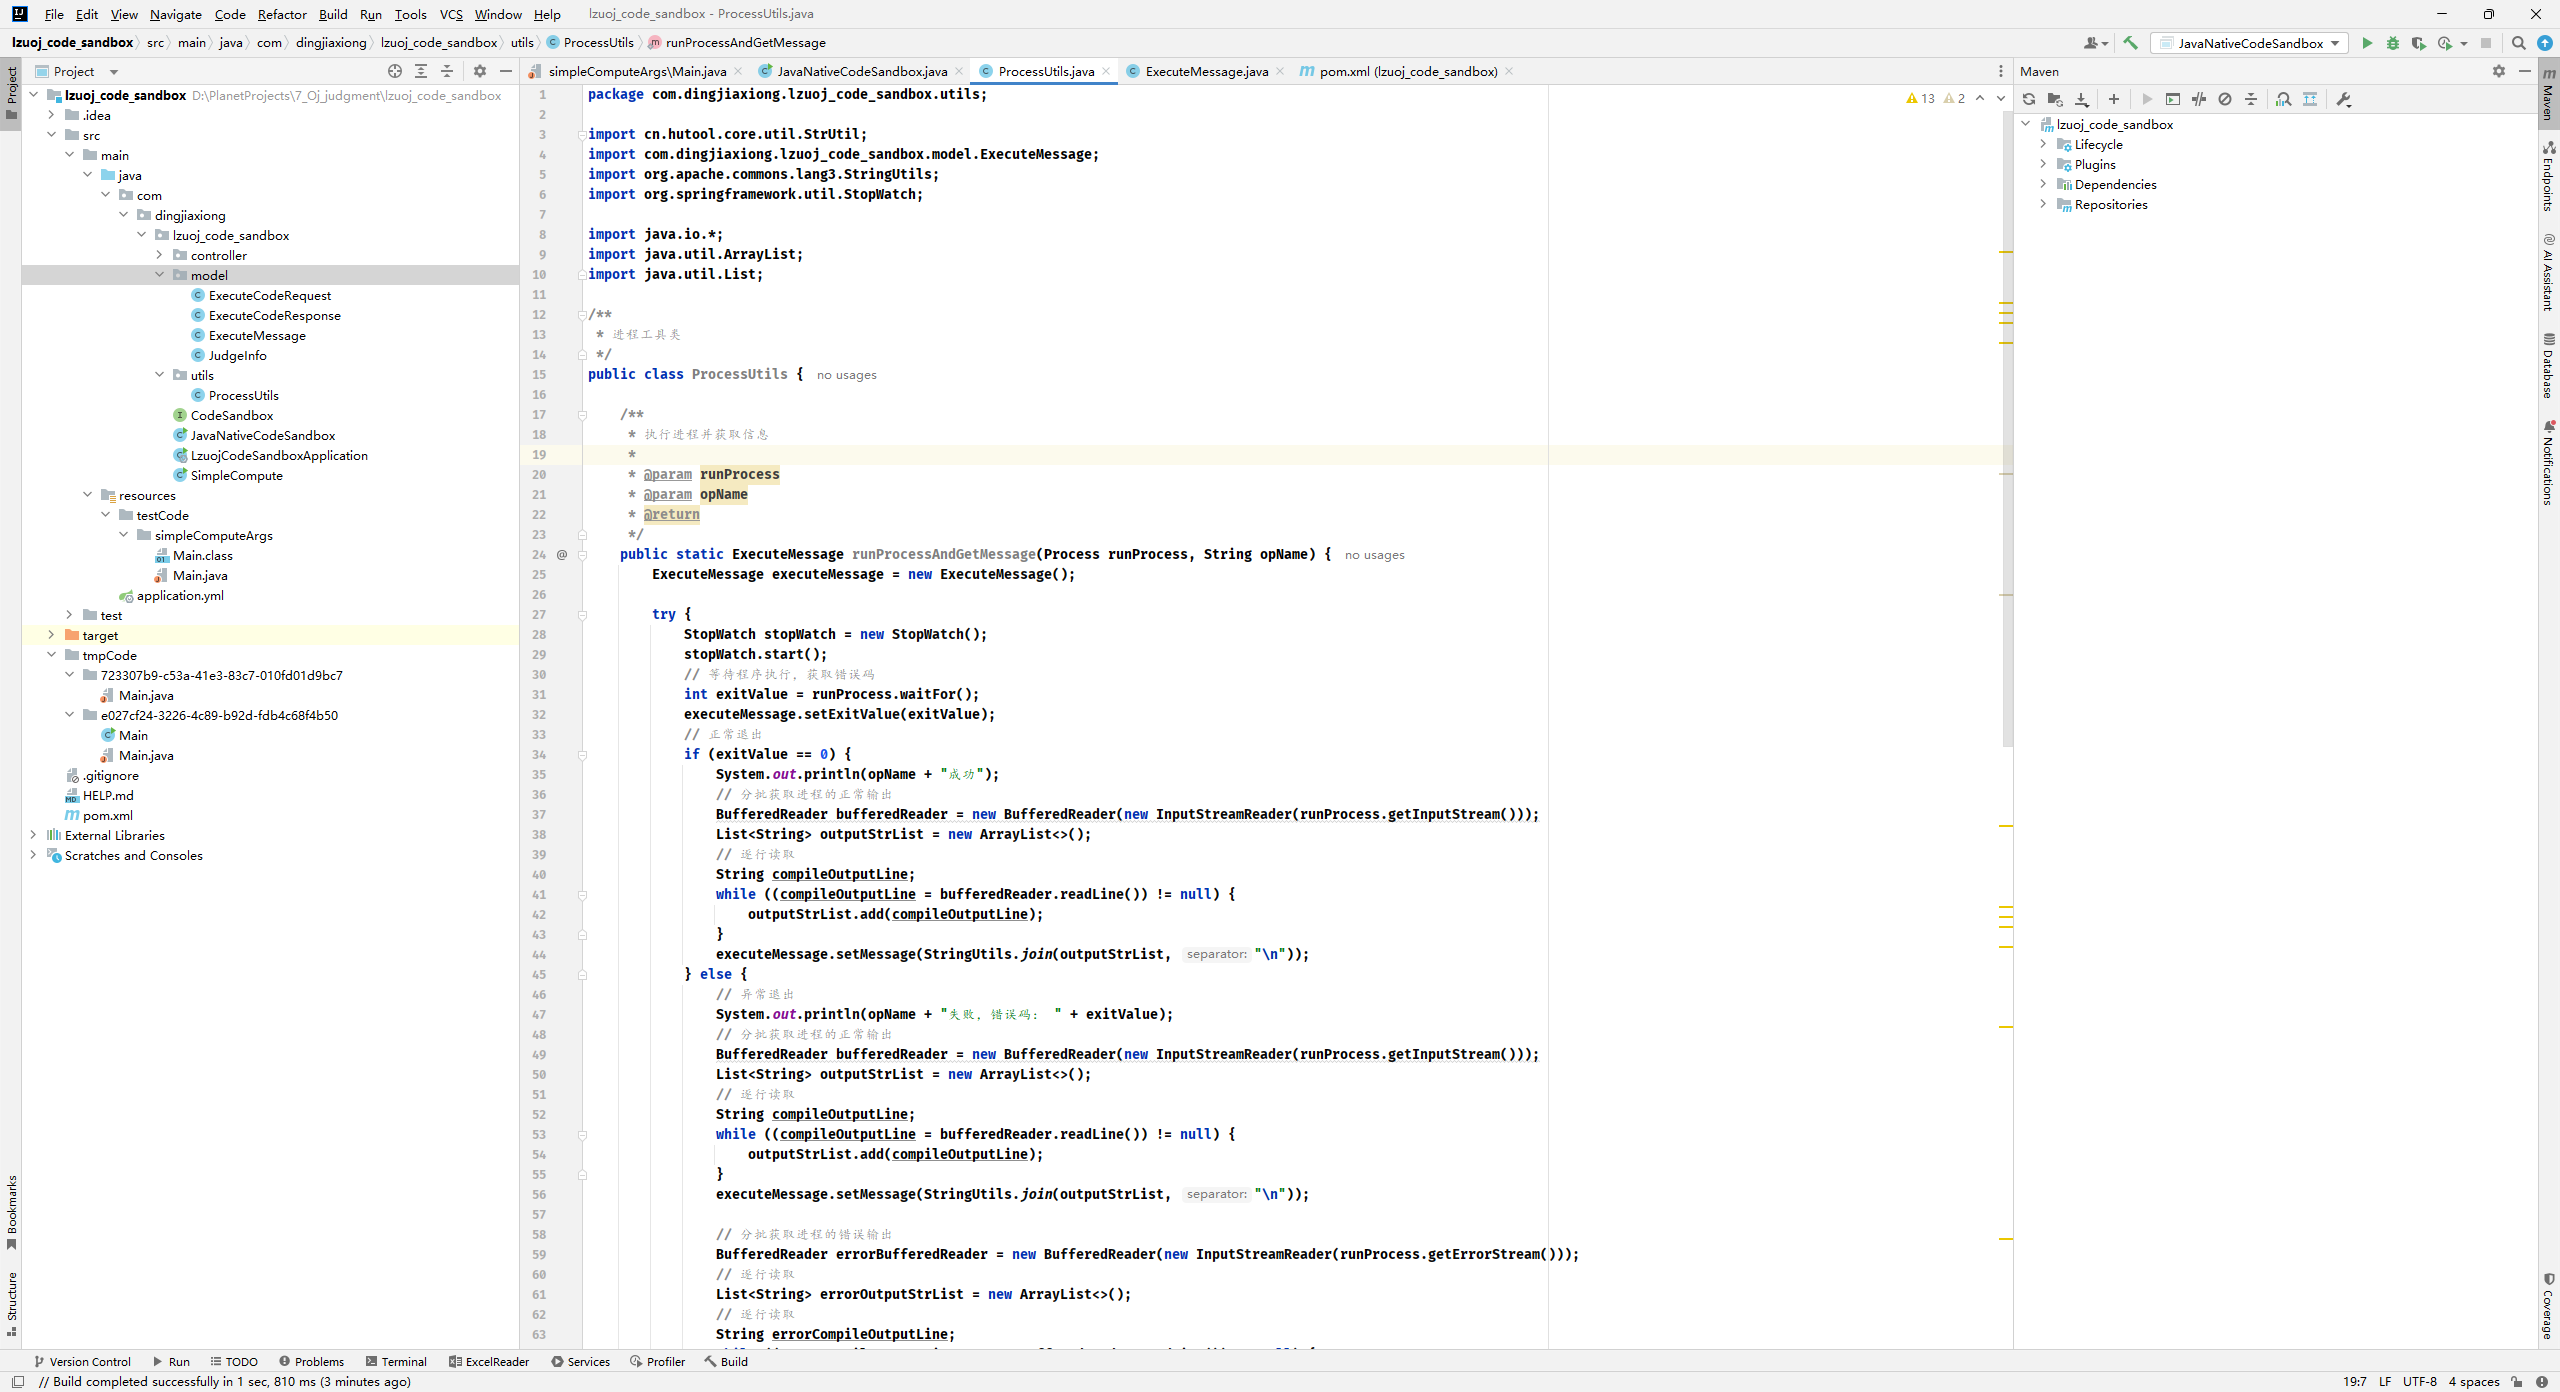 File Edit View Navigate Code Refactor Build Run Tools VCS Window Help lzuoj_code_sandbox - ProcessUtils.java
lzuoj_code_sandbox src main java com dingjiaxiong lzuoj_code_sandbox utils ProcessUtils runProcessAndGetMessage JavaNativeCodeSandbox
Project
simpleComputeArgs\Main.java JavaNativeCodeSandbox.java ProcessUtils.java ExecuteMessage.java pom.xml (lzuoj_code_sandbox)
Maven
Project
Bookmarks
Structure
lzuoj_code_sandbox D:\PlanetProjects\7_Oj_judgment\lzuoj_code_sandbox
.idea
src
main
java
com
dingjiaxiong
lzuoj_code_sandbox
controller
model
ExecuteCodeRequest
ExecuteCodeResponse
ExecuteMessage
JudgeInfo
utils
ProcessUtils
CodeSandbox
JavaNativeCodeSandbox
LzuojCodeSandboxApplication
SimpleCompute
resources
testCode
simpleComputeArgs
Main.class
Main.java
application.yml
test
target
tmpCode
723307b9-c53a-41e3-83c7-010fd01d9bc7
Main.java
e027cf24-3226-4c89-b92d-fdb4c68f4b50
Main
Main.java
.gitignore
HELP.md
pom.xml
External Libraries
Scratches and Consoles
13 2
1 package com.dingjiaxiong.lzuoj_code_sandbox.utils;
2
3 import cn.hutool.core.util.StrUtil;
4 import com.dingjiaxiong.lzuoj_code_sandbox.model.ExecuteMessage;
5 import org.apache.commons.lang3.StringUtils;
6 import org.springframework.util.StopWatch;
7
8 import java.io.*;
9 import java.util.ArrayList;
10 import java.util.List;
11
12 /**
13 * 进程工具类
14 */
15 public class ProcessUtils { no usages
16
17 /**
18 * 执行进程并获取信息
19 *
20 * @param runProcess
21 * @param opName
22 * @return
23 */
24 @ public static ExecuteMessage runProcessAndGetMessage(Process runProcess, String opName) { no usages
25 ExecuteMessage executeMessage = new ExecuteMessage();
26
27 try {
28 StopWatch stopWatch = new StopWatch();
29 stopWatch.start();
30 // 等待程序执行，获取错误码
31 int exitValue = runProcess.waitFor();
32 executeMessage.setExitValue(exitValue);
33 // 正常退出
34 if (exitValue == 0) {
35 System.out.println(opName + "成功");
36 // 分批获取进程的正常输出
37 BufferedReader bufferedReader = new BufferedReader(new InputStreamReader(runProcess.getInputStream()));
38 List<String> outputStrList = new ArrayList<>();
39 // 逐行读取
40 String compileOutputLine;
41 while ((compileOutputLine = bufferedReader.readLine()) != null) {
42 outputStrList.add(compileOutputLine);
43 }
44 executeMessage.setMessage(StringUtils.join(outputStrList, separator: "\n"));
45 } else {
46 // 异常退出
47 System.out.println(opName + "失败，错误码： " + exitValue);
48 // 分批获取进程的正常输出
49 BufferedReader bufferedReader = new BufferedReader(new InputStreamReader(runProcess.getInputStream()));
50 List<String> outputStrList = new ArrayList<>();
51 // 逐行读取
52 String compileOutputLine;
53 while ((compileOutputLine = bufferedReader.readLine()) != null) {
54 outputStrList.add(compileOutputLine);
55 }
56 executeMessage.setMessage(StringUtils.join(outputStrList, separator: "\n"));
57
58 // 分批获取进程的错误输出
59 BufferedReader errorBufferedReader = new BufferedReader(new InputStreamReader(runProcess.getErrorStream()));
60 // 逐行读取
61 List<String> errorOutputStrList = new ArrayList<>();
62 // 逐行读取
63 String errorCompileOutputLine;
lzuoj_code_sandbox
Lifecycle
Plugins
Dependencies
Repositories
Maven
Endpoints
AI Assistant
Database
Notifications
Coverage
Version Control Run TODO Problems Terminal ExcelReader Services Profiler Build
// Build completed successfully in 1 sec, 810 ms (3 minutes ago) 19:7 LF UTF-8 4 spaces